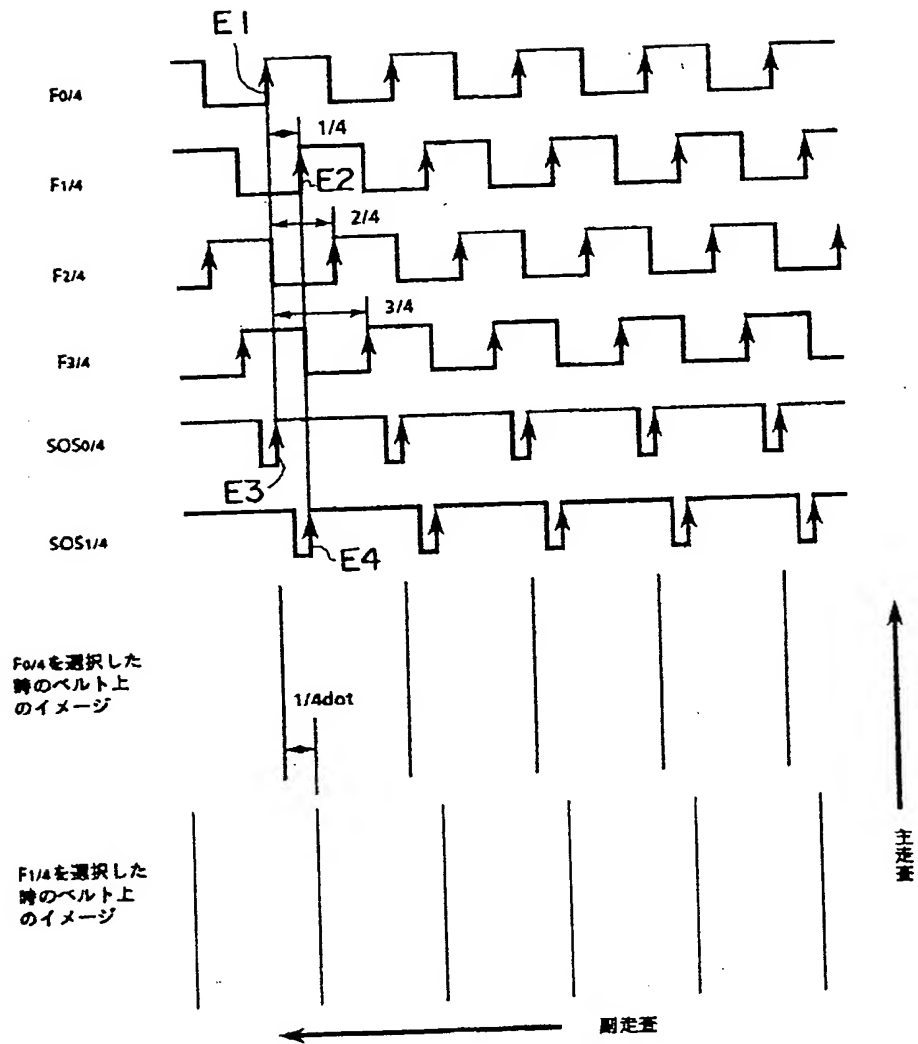 E1
F0/4
1/4
F1/4
E2
2/4
F2/4
3/4
F3/4
SOS0/4
E3
SOS1/4
E4
F0/4を選択した
時のベルト上
のイメージ
1/4dot
主走査
F1/4を選択した
時のベルト上
のイメージ
副走査